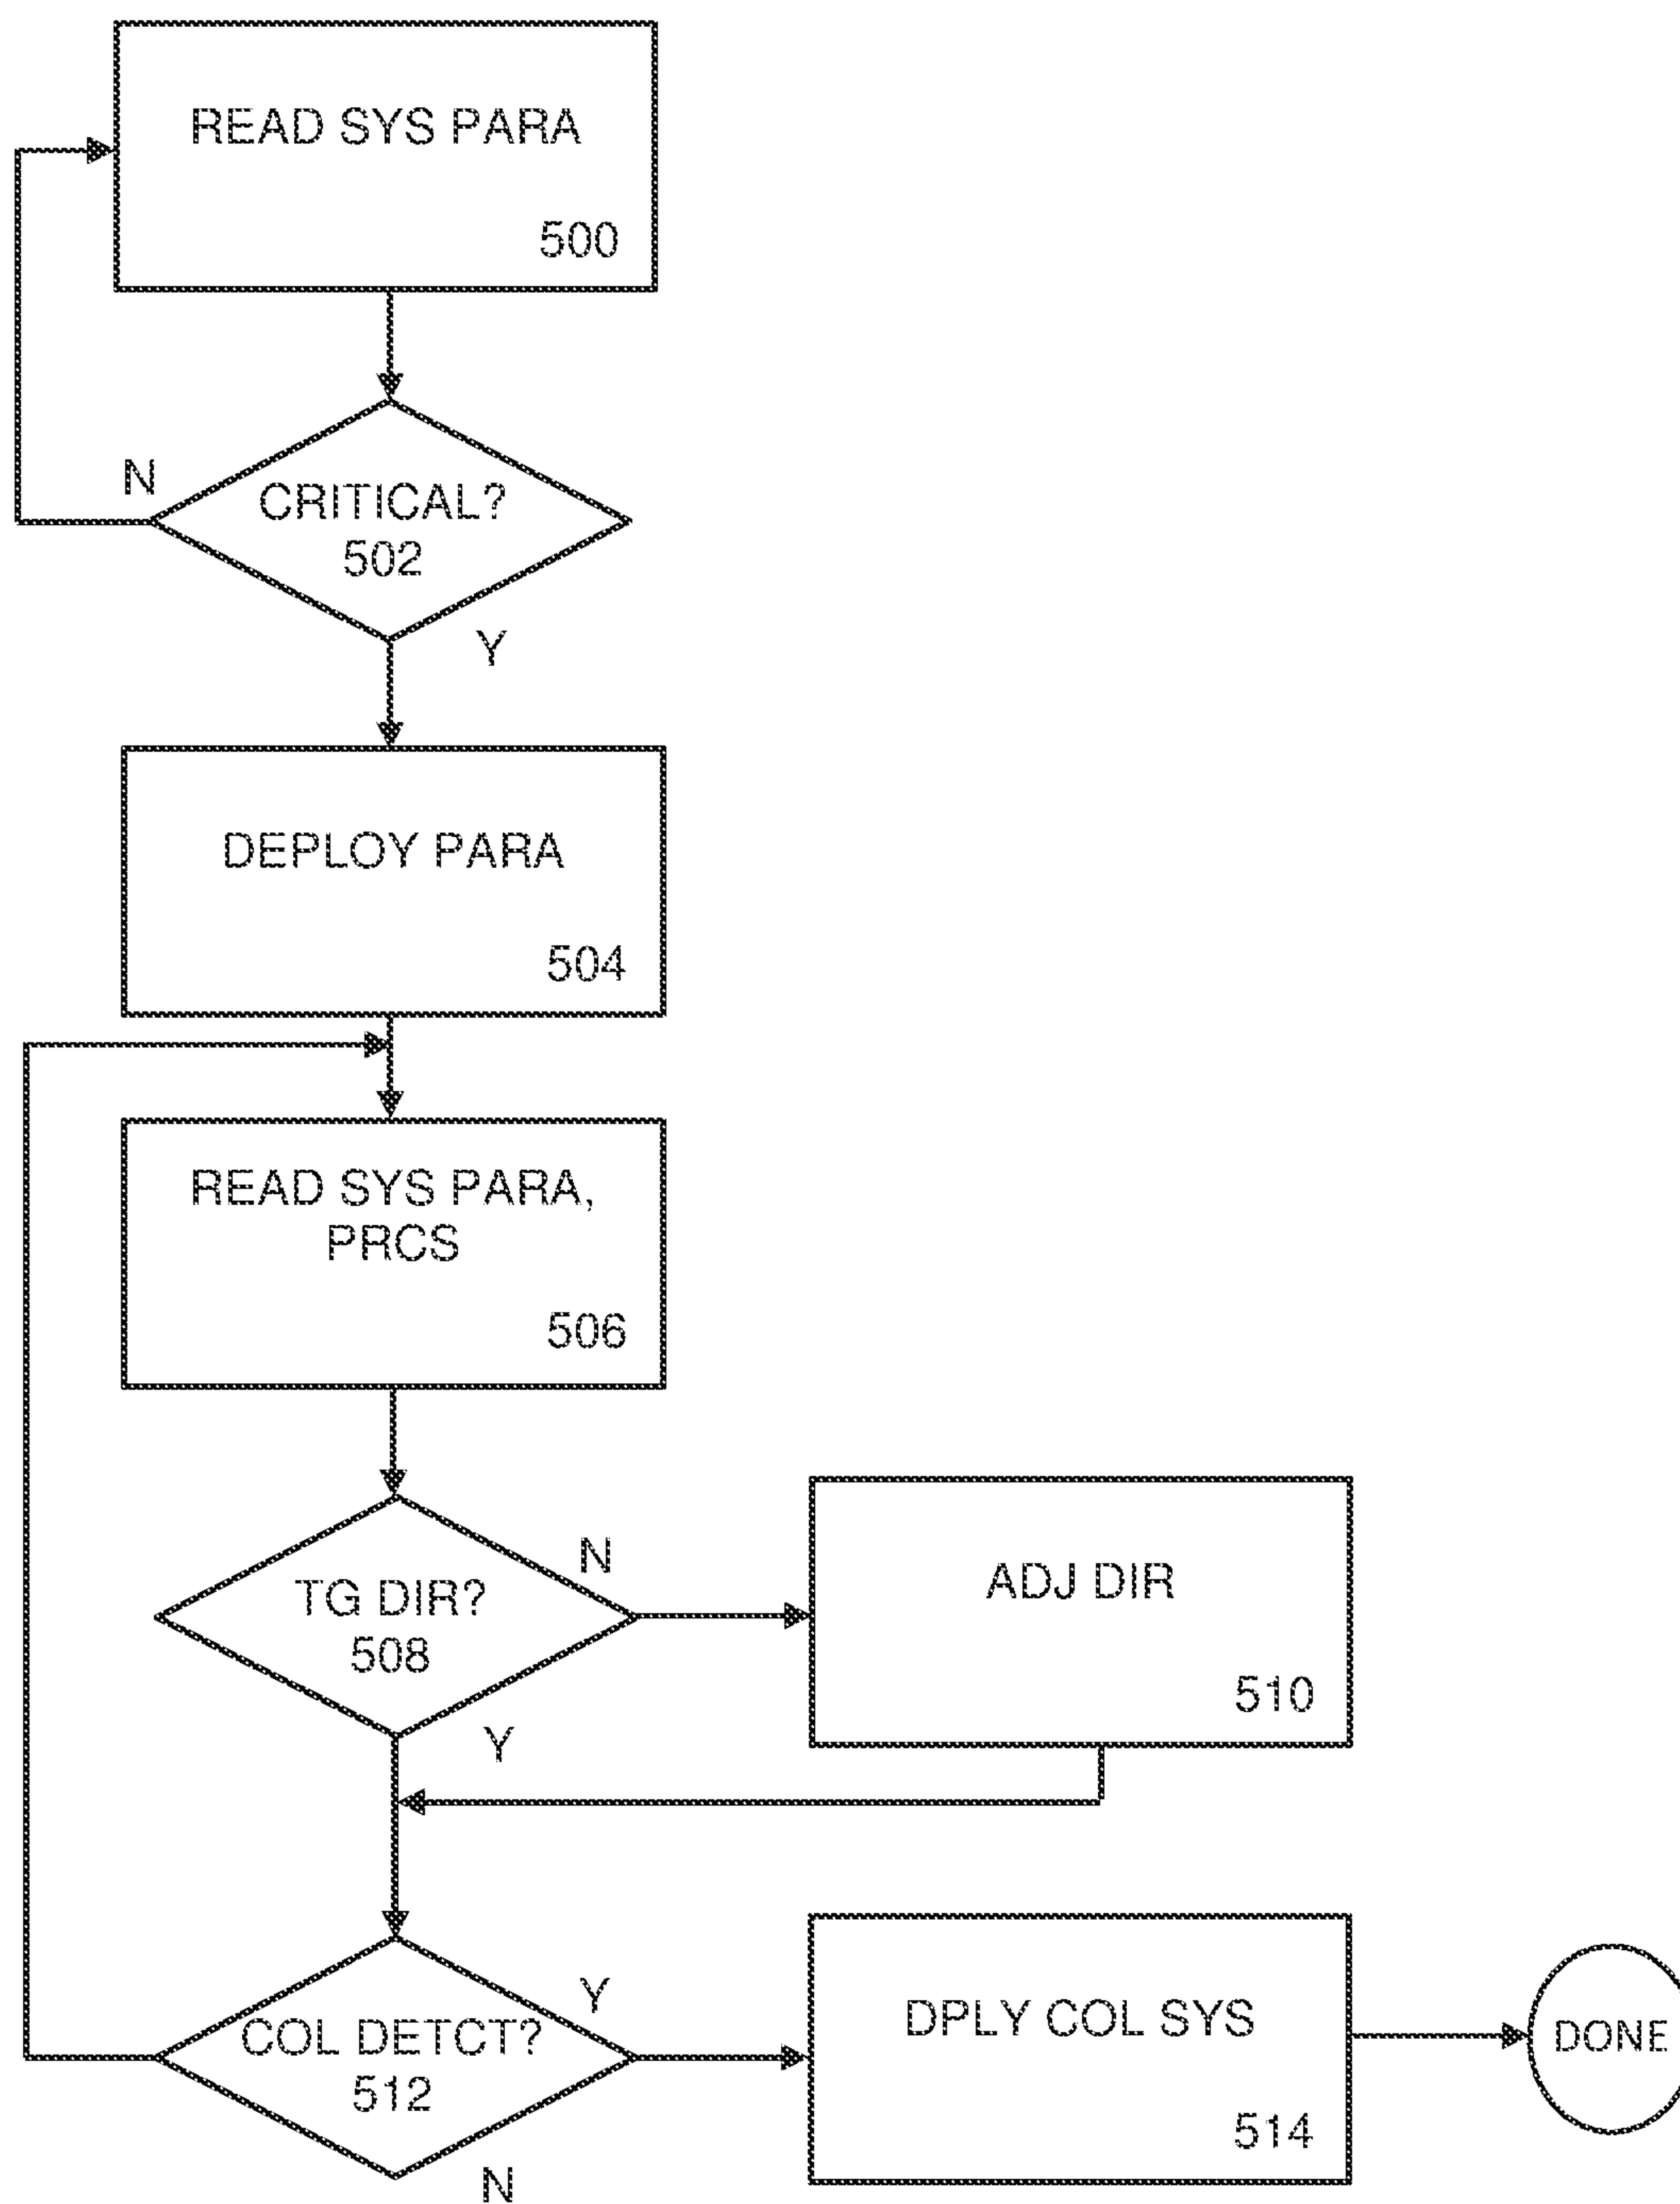 READ SYS PARA
500
N
CRITICAL?
502
Y
DEPLOY PARA
504
READ SYS PARA,
PRCS
506
N
TG DIR?
508
Y
ADJ DIR
510
Y
COL DETCT?
512
N
DPLY COL SYS
514
DONE